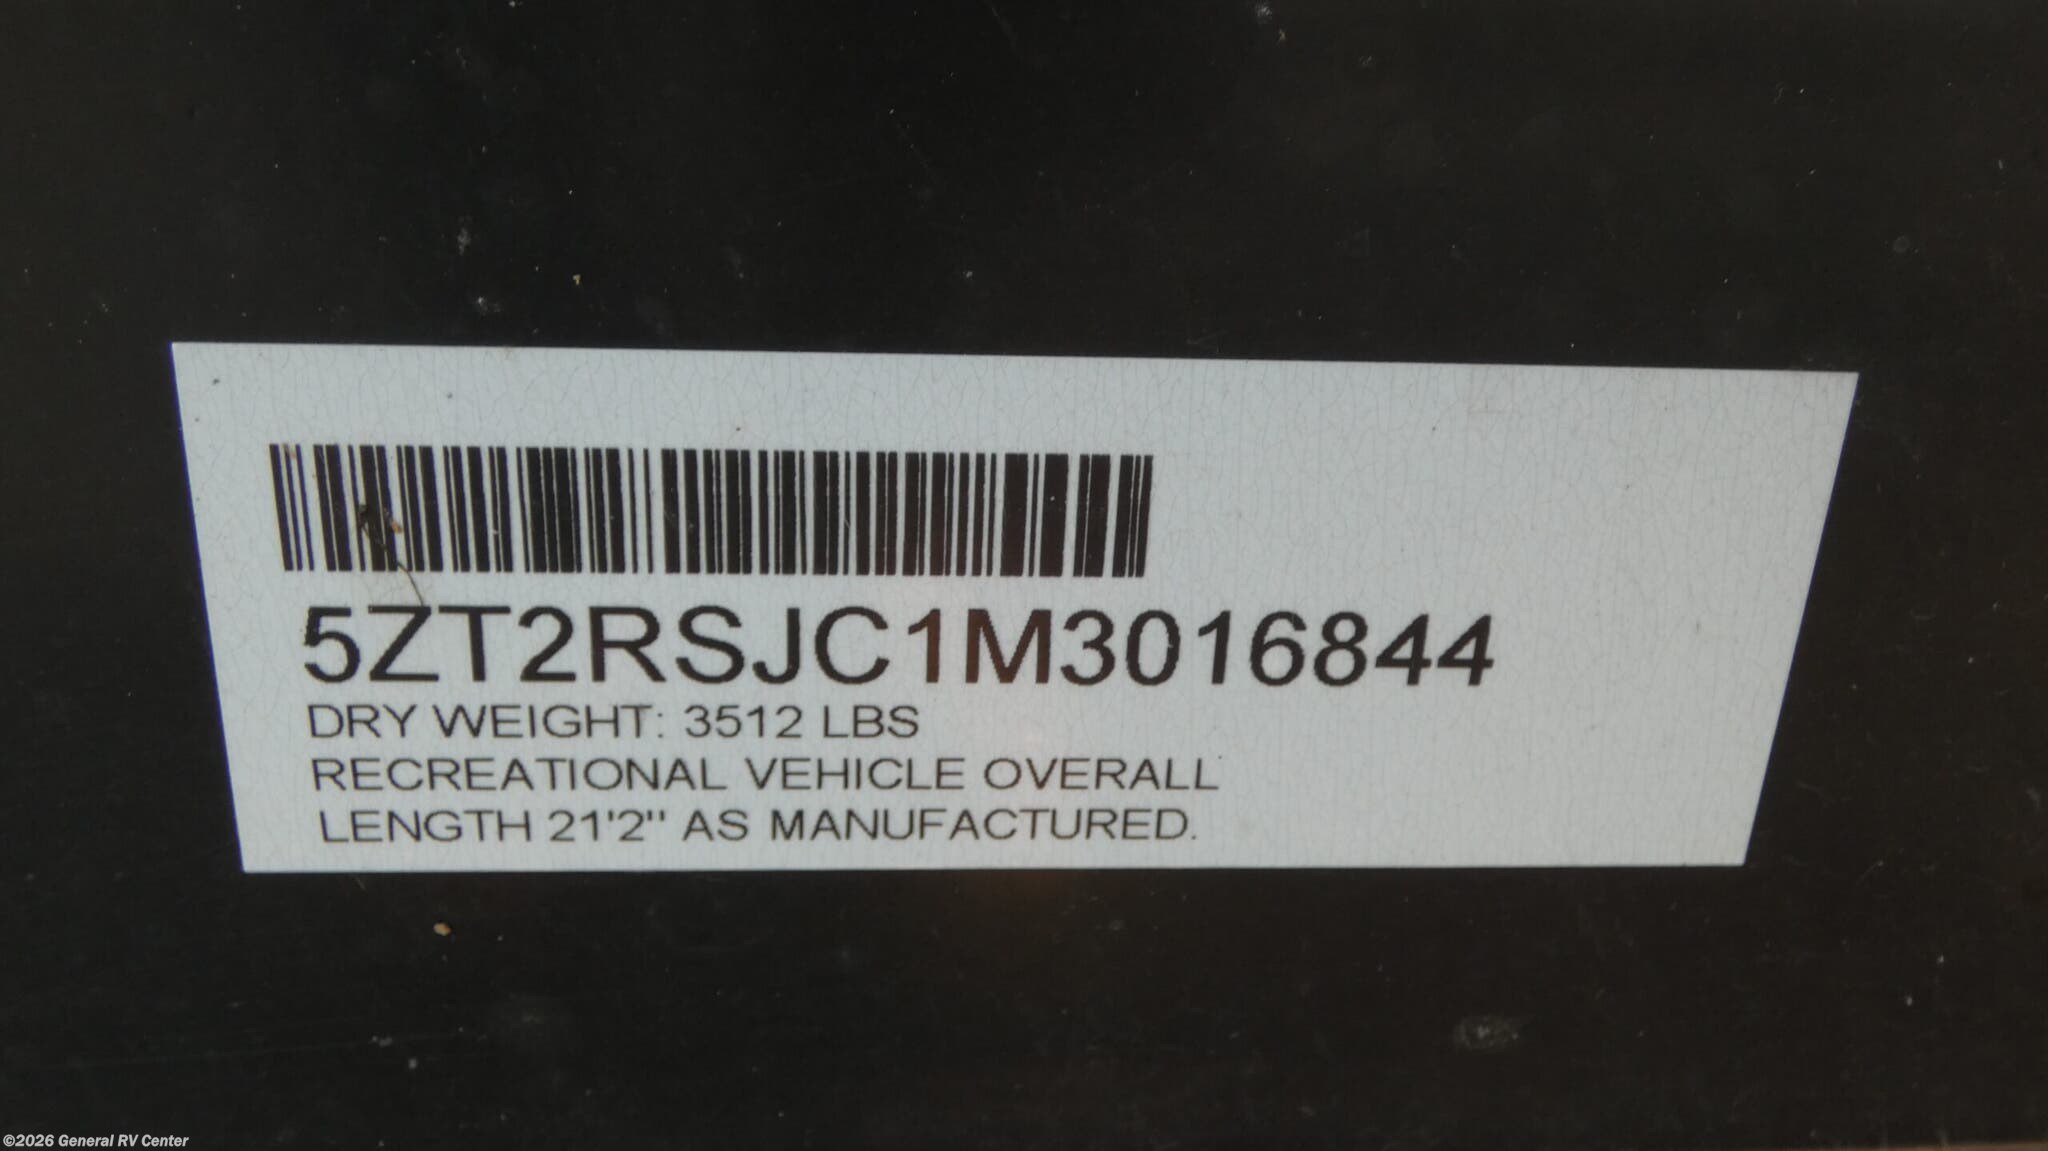 5ZT2RSJC1M3016844
DRY WEIGHT: 3512 LBS
RECREATIONAL VEHICLE OVERALL
LENGTH 21'2" AS MANUFACTURED.
©2026 General RV Center